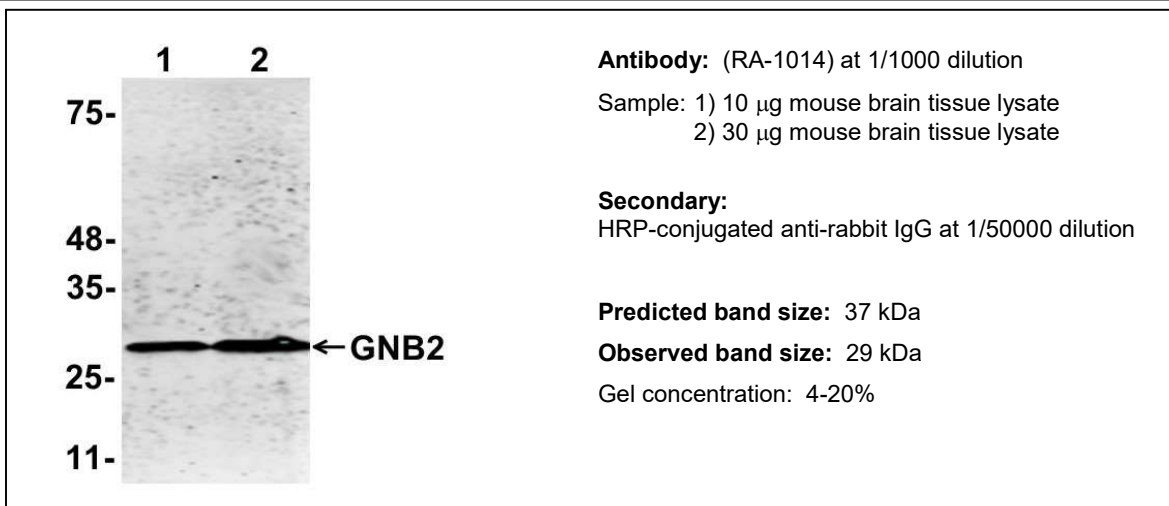 1 2
75-
48-
35-
←GNB2
25-
11-
Antibody: (RA-1014) at 1/1000 dilution
Sample: 1) 10 μg mouse brain tissue lysate
2) 30 μg mouse brain tissue lysate
Secondary:
HRP-conjugated anti-rabbit IgG at 1/50000 dilution
Predicted band size: 37 kDa
Observed band size: 29 kDa
Gel concentration: 4-20%